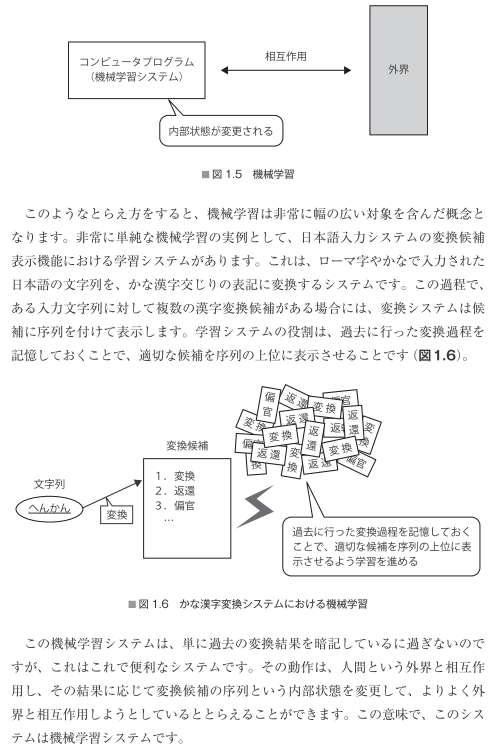 コンピュータプログラム
（機械学習システム）
相互作用
外界
内部状態が変更される
■図 1.5　機械学習
　このようなとらえ方をすると、機械学習は非常に幅の広い対象を含んだ概念と
なります。非常に単純な機械学習の実例として、日本語入力システムの変換候補
表示機能における学習システムがあります。これは、ローマ字やかなで入力された
日本語の文字列を、かな漢字交じりの表記に変換するシステムです。この過程で、
ある入力文字列に対して複数の漢字変換候補がある場合には、変換システムは候
補に序列を付けて表示します。学習システムの役割は、過去に行った変換過程を
記憶しておくことで、適切な候補を序列の上位に表示させることです（図1.6）。
偏官
返還
変換
偏官
変換
返還
返還
返還
変換
変換
返還
偏官
返還
変換
変換
変換
返還
偏官
変換候補
1．変換
2．返還
3．偏官
…
文字列
へんかん
変換
過去に行った変換過程を記憶しておく
ことで、適切な候補を序列の上位に表
示させるよう学習を進める
■図 1.6　かな漢字変換システムにおける機械学習
　この機械学習システムは、単に過去の変換結果を暗記しているに過ぎないので
すが、これはこれで便利なシステムです。その動作は、人間という外界と相互作
用し、その結果に応じて変換候補の序列という内部状態を変更して、よりよく外
界と相互作用しようとしているととらえることができます。この意味で、このシス
テムは機械学習システムです。